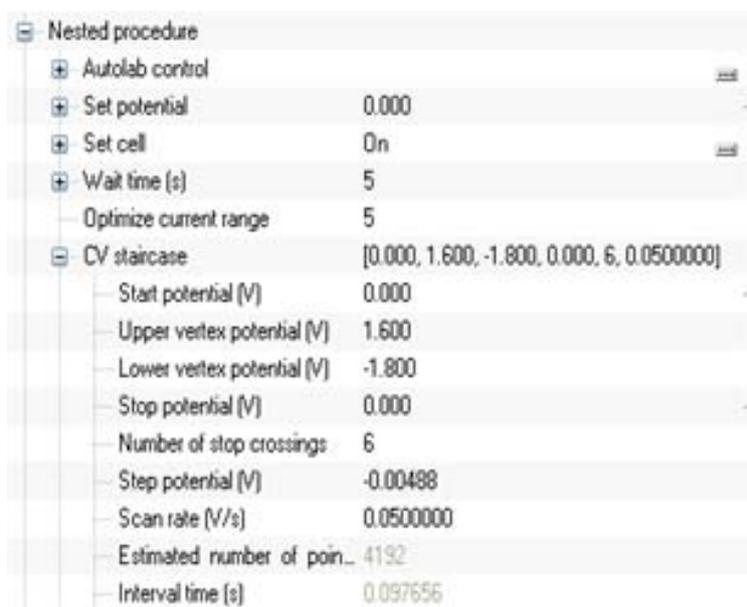 Nested procedure
Autolab control
Set potential 0.000
Set cell On
Wait time (s) 5
Optimize current range 5
CV staircase [0.000, 1.600, -1.800, 0.000, 6, 0.0500000]
Start potential (V) 0.000
Upper vertex potential (V) 1.600
Lower vertex potential (V) -1.800
Stop potential (V) 0.000
Number of stop crossings 6
Step potential (V) -0.00488
Scan rate (V/s) 0.0500000
Estimated number of poin... 4192
Interval time (s) 0.097656